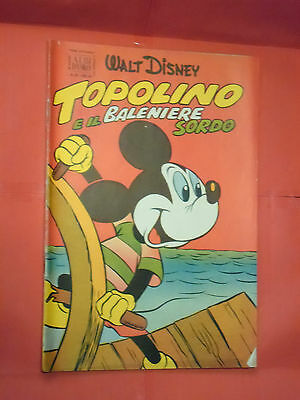 WALT DISNEY
TOPOLINO
E IL BALENIERE
SORDO